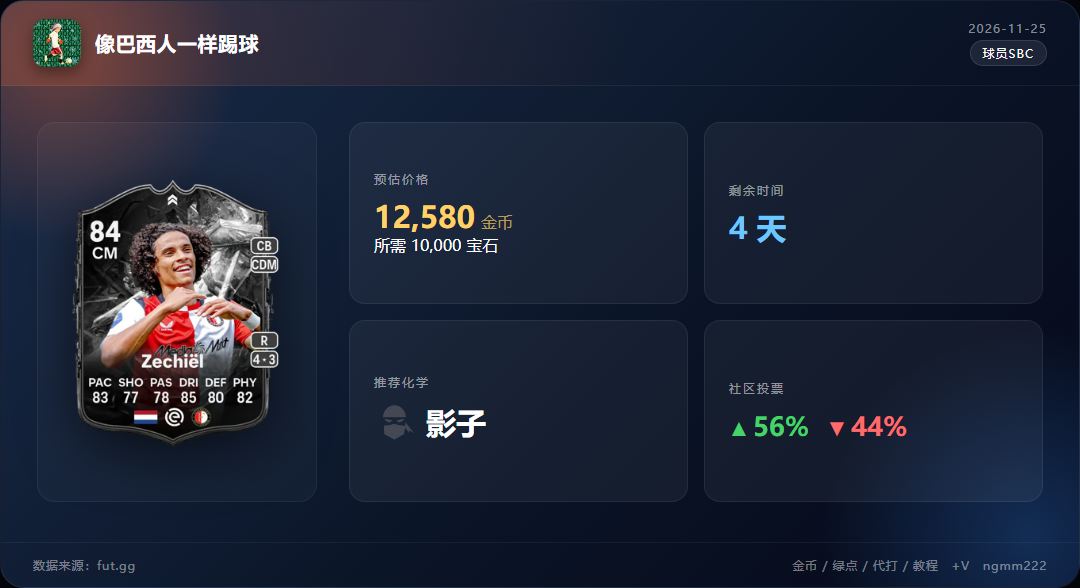 像巴西人一样踢球
2026-11-25
球员SBC
84
CM
CB
CDM
R
4·3
Zechiël
PAC SHO PAS DRI DEF PHY
83 77 78 85 80 82
预估价格
12,580 金币
所需 10,000 宝石
剩余时间
4 天
推荐化学
影子
社区投票
▲56% ▼44%
数据来源：fut.gg
金币 / 绿点 / 代打 / 教程 +V ngmm222